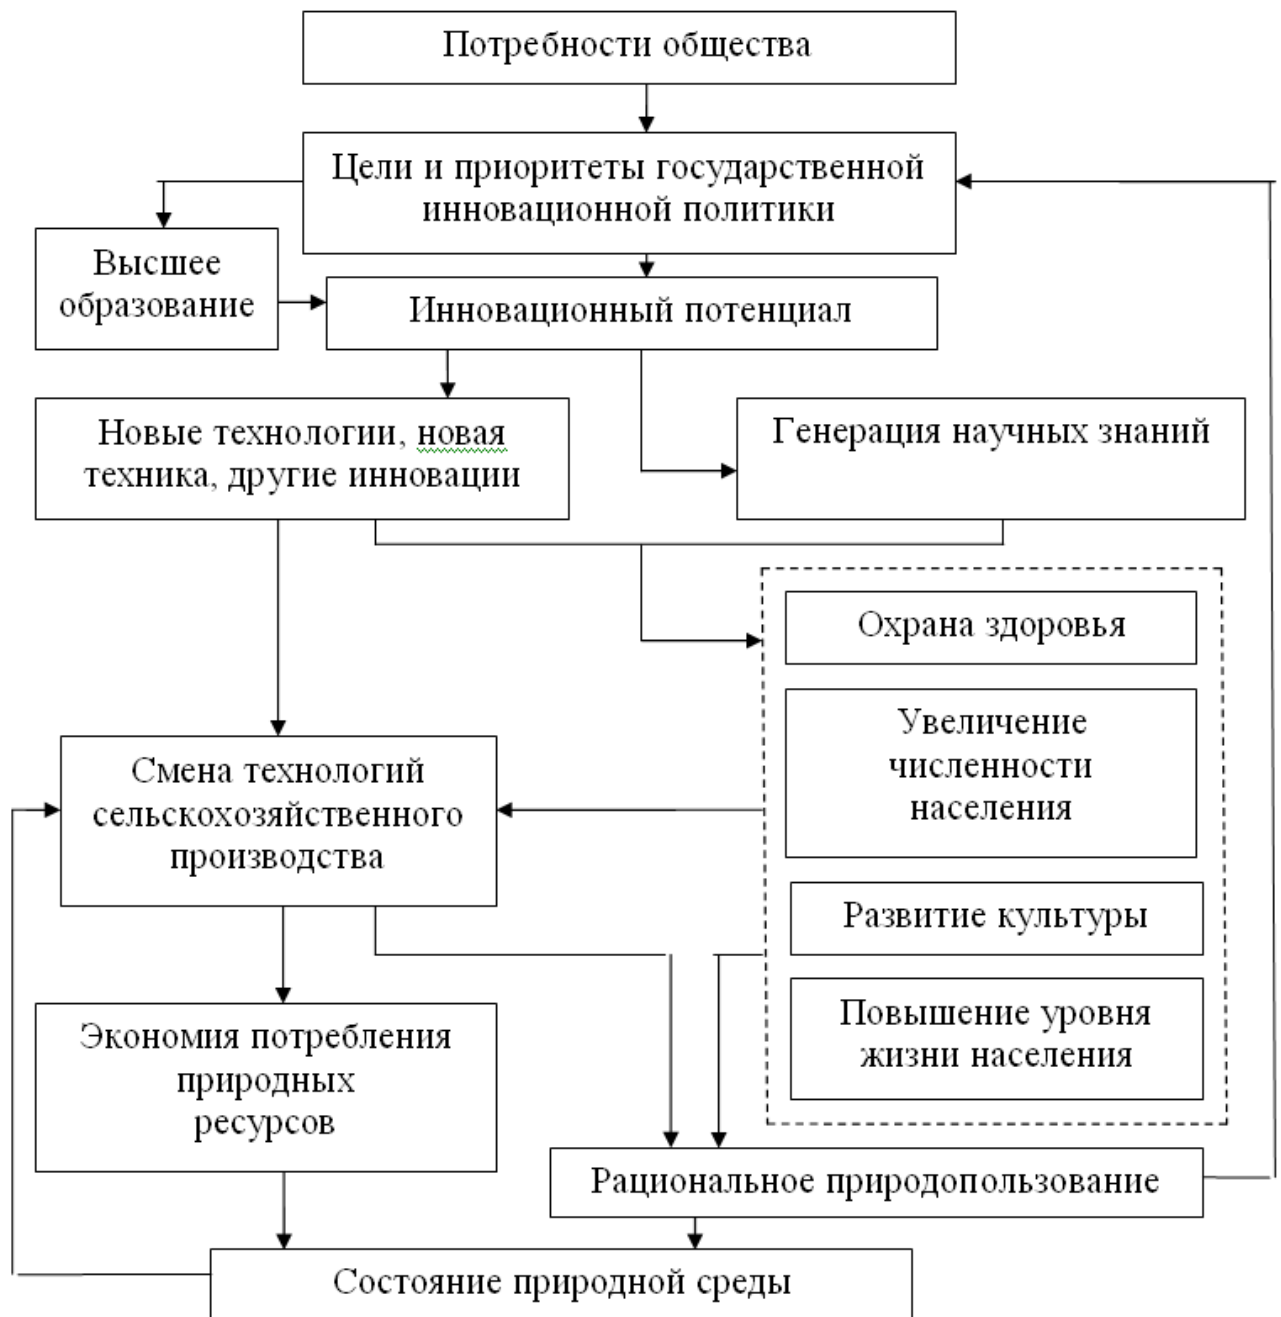 Потребности общества
Цели и приоритеты государственной
инновационной политики
Высшее
образование
Инновационный потенциал
Новые технологии, новая
техника, другие инновации
Генерация научных знаний
Охрана здоровья
Увеличение
численности
населения
Смена технологий
сельскохозяйственного
производства
Развитие культуры
Повышение уровня
жизни населения
Экономия потребления
природных
ресурсов
Рациональное природопользование
Состояние природной среды